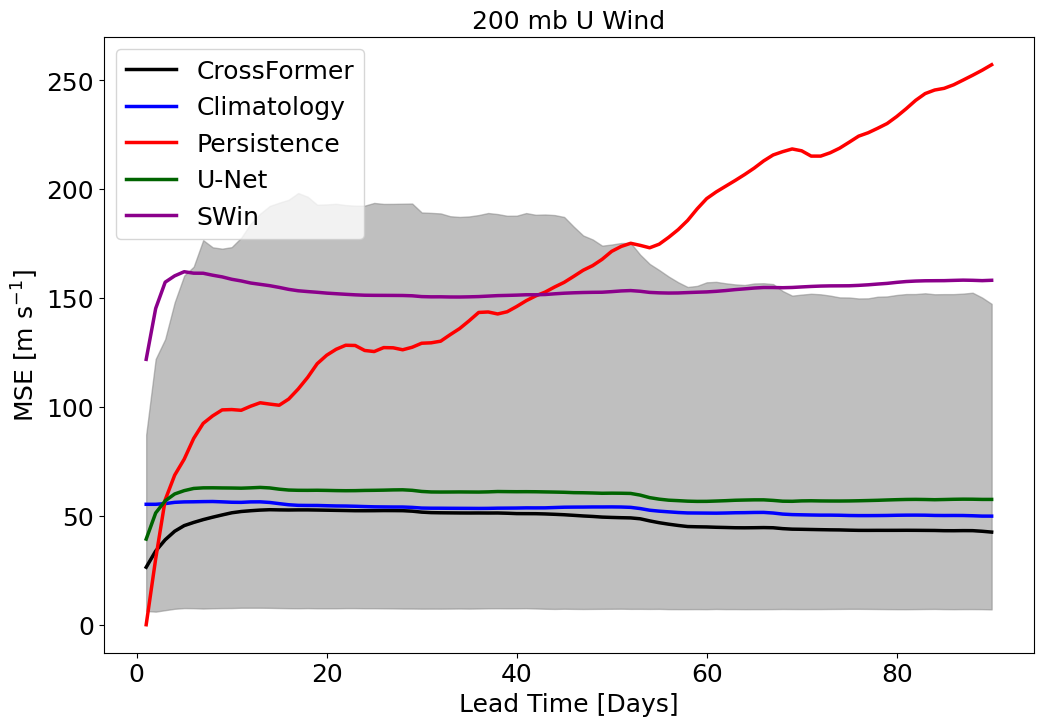 200 mb U Wind
CrossFormer
Climatology
Persistence
U-Net
SWin
250
200
150
100
50
0
MSE [m s⁻¹]
0 20 40 60 80
Lead Time [Days]